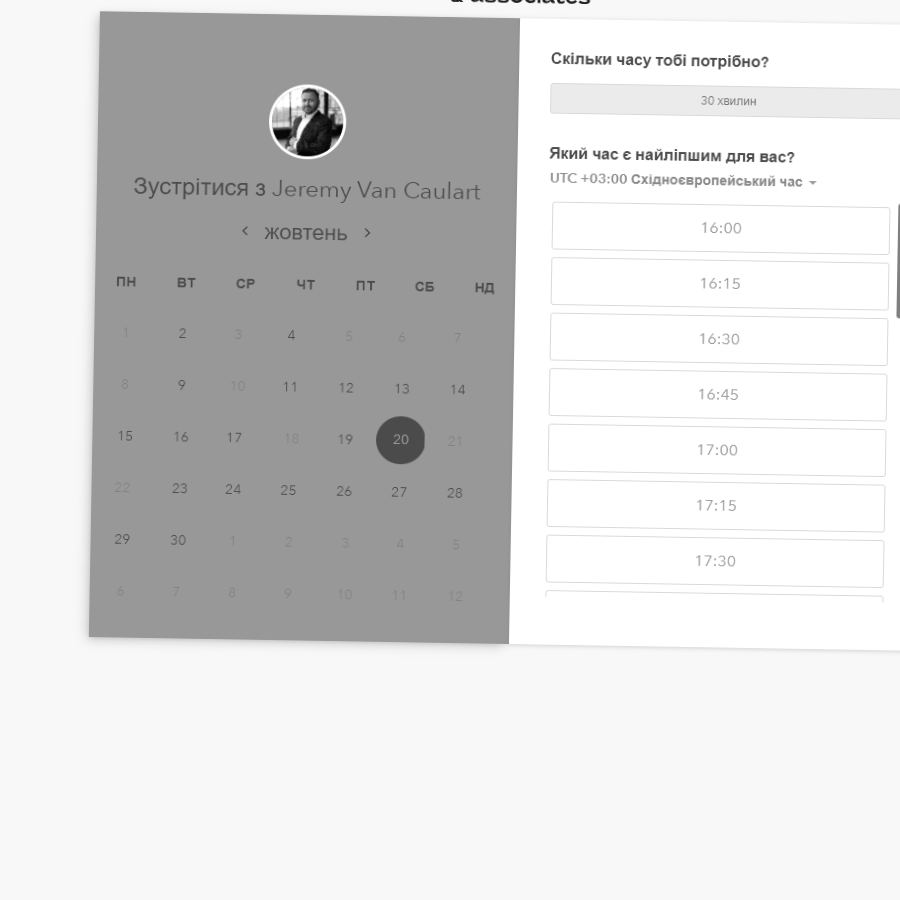 & associates
Зустрітися з Jeremy Van Caulart
жовтень
ПН ВТ СР ЧТ ПТ СБ НД
1 2 3 4 5 6 7
8 9 10 11 12 13 14
15 16 17 18 19 20 21
22 23 24 25 26 27 28
29 30 1 2 3 4 5
6 7 8 9 10 11 12
Скільки часу тобі потрібно?
30 хвилин
Який час є найліпшим для вас?
UTC +03:00 Східноєвропейський час
16:00
16:15
16:30
16:45
17:00
17:15
17:30